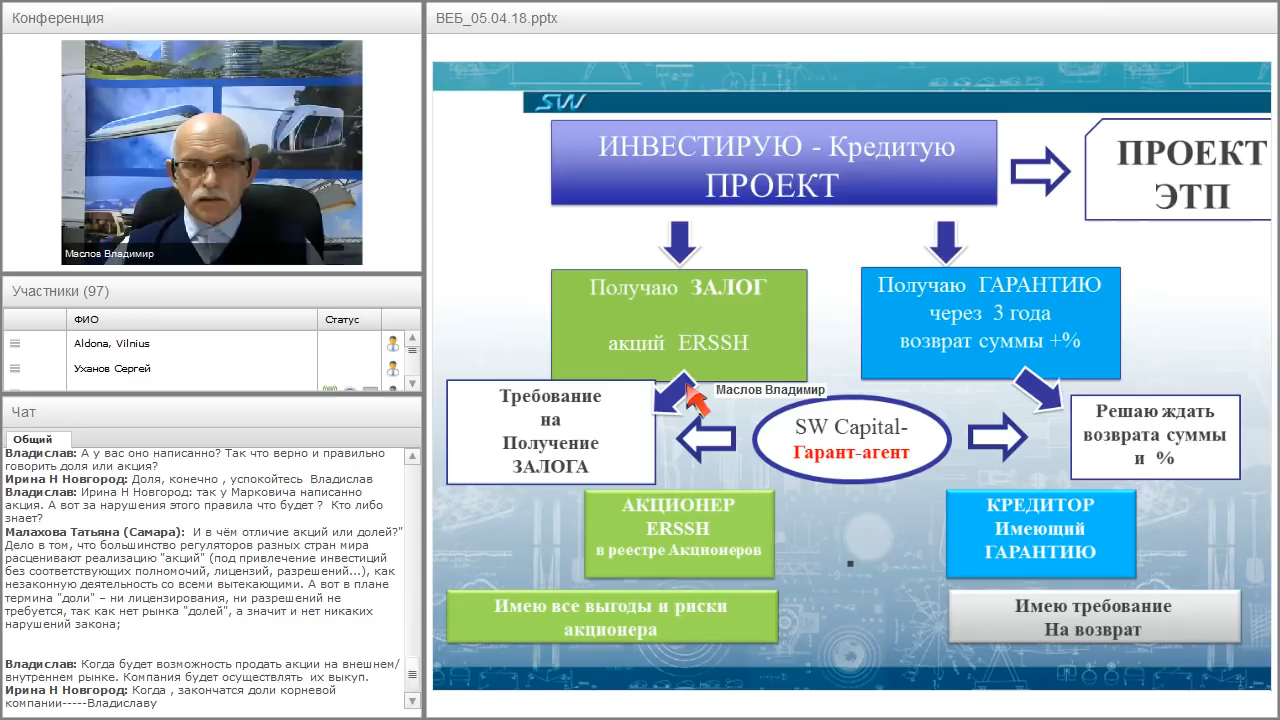 Конференция
Маслов Владимир
Участники (97)
ФИО
Статус
Aldona, Vilnius
Уханов Сергей
Чат
Общий
Владислав: А у вас оно написанно? Так что верно и правильно
говорить доля или акция?
Ирина Н Новгород: Доля, конечно , успокойтесь Владислав
Владислав: Ирина Н Новгород: так у Марковича написанно
акция. А вот за нарушения этого правила что будет ? Кто либо
знает?
Малахова Татьяна (Самара): И в чём отличие акций или долей?"
Дело в том, что большинство регуляторов разных стран мира
расценивают реализацию "акций" (под привлечение инвестиций
без соответствующих полномочий, лицензий, разрешений...), как
незаконную деятельность со всеми вытекающими. А вот в плане
термина "доли" – ни лицензирования, ни разрешений не
требуется, так как нет рынка "долей", а значит и нет никаких
нарушений закона;
Владислав: Когда будет возможность продать акции на внешнем/
внутреннем рынке. Компания будет осуществлять их выкуп.
Ирина Н Новгород: Когда , закончатся доли корневой
компании-----Владиславу
ВЕБ_05.04.18.pptx
SW
ИНВЕСТИРУЮ - Кредитую
ПРОЕКТ
ПРОЕКТ
ЭТП
Получаю ЗАЛОГ
акций ERSSH
Получаю ГАРАНТИЮ
через 3 года
возврат суммы +%
Маслов Владимир
Требование
на
Получение
ЗАЛОГА
SW Capital-
Гарант-агент
Решаю ждать
возврата суммы
и %
АКЦИОНЕР
ERSSH
в реестре Акционеров
КРЕДИТОР
Имеющий
ГАРАНТИЮ
Имею все выгоды и риски
акционера
Имею требование
На возврат